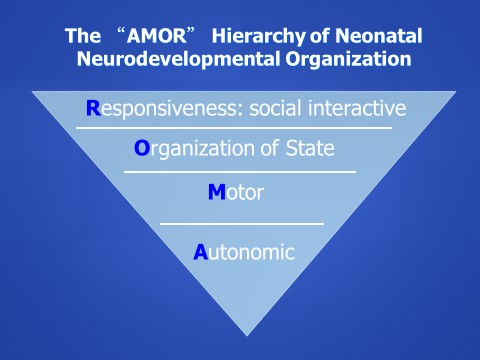 The “AMOR” Hierarchy of Neonatal
Neurodevelopmental Organization
Responsiveness: social interactive
Organization of State
Motor
Autonomic